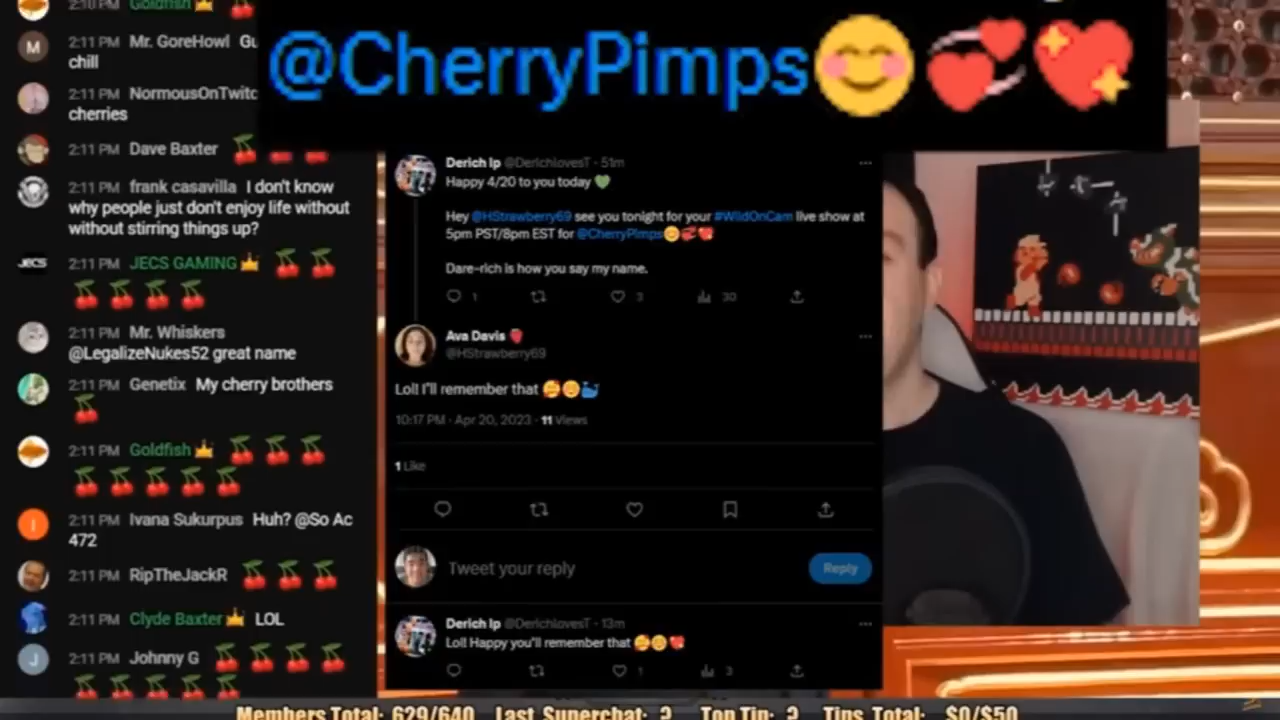 @CherryPimps😊💞💖
2:10 PM Goldfish
2:11 PM Mr. GoreHowl
chill
2:11 PM
cherries
2:11 PM Dave Baxter 🍒🍒🍒
2:11 PM frank casavilla I don't know
why people just don't enjoy life without
without stirring things up?
2:11 PM JECS GAMING 🍒🍒
🍒🍒🍒🍒
2:11 PM Mr. Whiskers
@LegalizeNukes52 great name
2:11 PM Genetix My cherry brothers
🍒
2:11 PM Goldfish 🍒🍒🍒
🍒🍒🍒🍒🍒
2:11 PM Ivana Sukurpus Huh? @So Ac
472
2:11 PM RipTheJackR 🍒🍒🍒
2:11 PM Clyde Baxter LOL
2:11 PM Johnny G 🍒🍒🍒🍒
🍒🍒🍒🍒🍒
JECS
M
I
J
Derich Ip @DerichlovesT · 51m
Happy 4/20 to you today 💚
Hey @HStrawberry69 see you tonight for your #WildOnCam live show at
5pm PST/8pm EST for @CherryPimps😊💞💖
Dare-rich is how you say my name.
1 3 30
Ava Davis 🍓
@HStrawberry69
Lol! I'll remember that 🥰😊🐳
10:17 PM · Apr 20, 2023 · 11 Views
1 Like
Tweet your reply
Reply
Derich Ip @DerichlovesT · 13m
Lol! Happy you'll remember that 🥰😊💖
1 3
Members Total: 629/640 Last Superchat: ? Top Tip: ? Tips Total: $0/$50